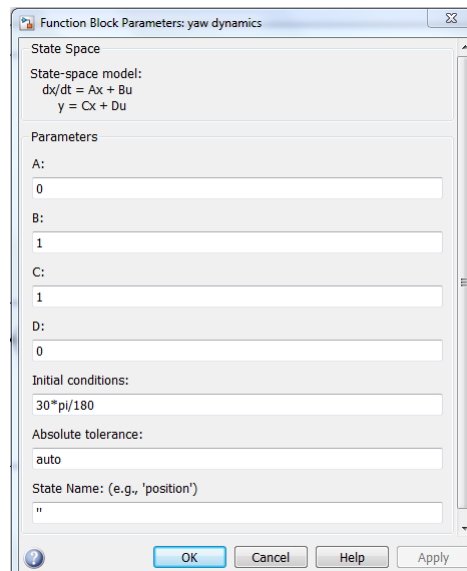 Function Block Parameters: yaw dynamics
State Space
State-space model:
dx/dt = Ax + Bu
y = Cx + Du
Parameters
A:
0
B:
1
C:
1
D:
0
Initial conditions:
30*pi/180
Absolute tolerance:
auto
State Name: (e.g., 'position')
''
OK Cancel Help Apply